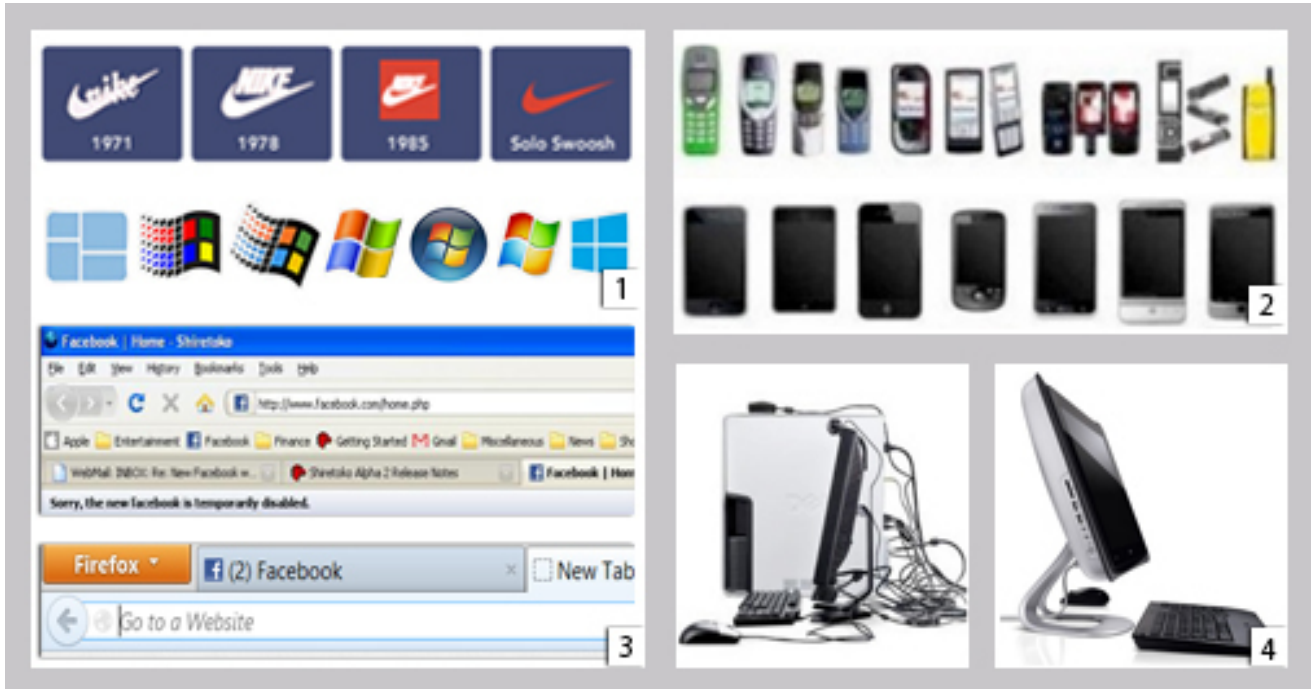 nike
NIKE
NIKE
1971
1978
1985
Solo Swoosh
1
Facebook | Home - Shiretoko
File Edit View History Bookmarks Tools Help
http://www.facebook.com/home.php
Apple Entertainment Facebook Finance Getting Started Gmail Miscellaneous News Sho
WebMail: INBOX: Re: New Facebook w... Shiretoko Alpha 2 Release Notes Facebook | Hom
Sorry, the new facebook is temporarily disabled.
Firefox
(2) Facebook × New Tab
Go to a Website
3
2
4